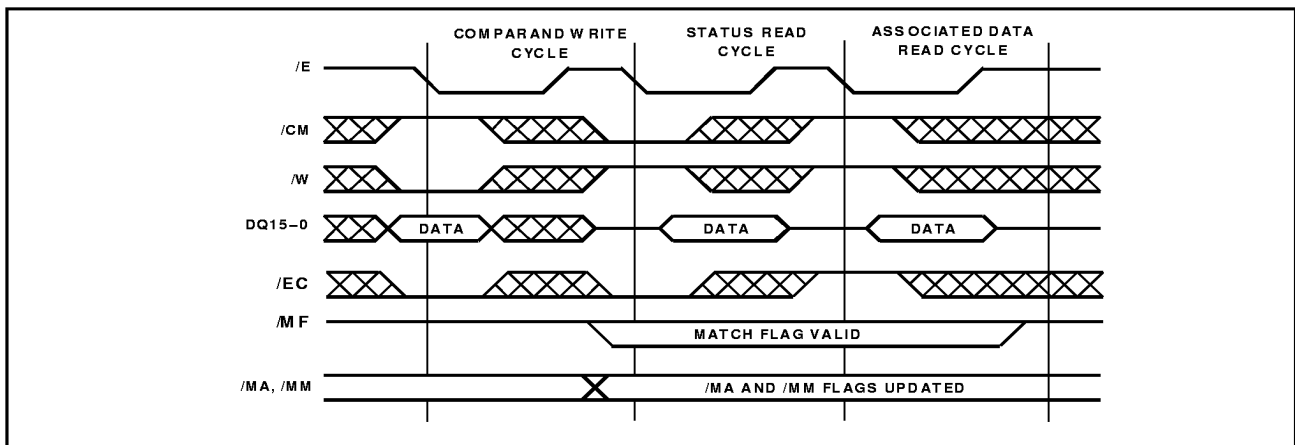 COMPARAND WRITE
CYCLE
STATUS READ
CYCLE
ASSOCIATED DATA
READ CYCLE
/E
/CM
/W
DQ15–0
DATA
DATA
DATA
/EC
/MF
MATCH FLAG VALID
/MA, /MM
/MA AND /MM FLAGS UPDATED